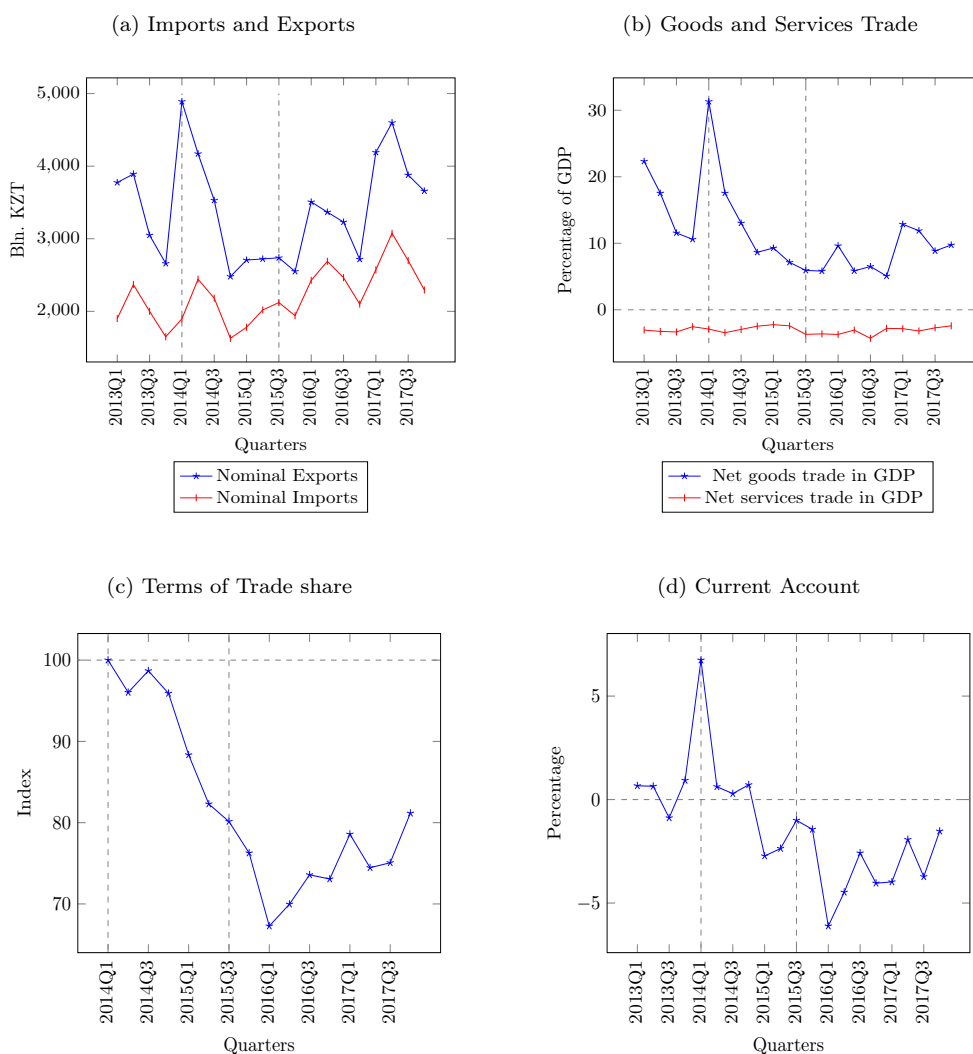 (a) Imports and Exports
5,000
4,000
3,000
2,000
Bln. KZT
2013Q1
2013Q3
2014Q1
2014Q3
2015Q1
2015Q3
2016Q1
2016Q3
2017Q1
2017Q3
Quarters
Nominal Exports
Nominal Imports
(b) Goods and Services Trade
30
20
10
0
Percentage of GDP
2013Q1
2013Q3
2014Q1
2014Q3
2015Q1
2015Q3
2016Q1
2016Q3
2017Q1
2017Q3
Quarters
Net goods trade in GDP
Net services trade in GDP
(c) Terms of Trade share
100
90
80
70
Index
2014Q1
2014Q3
2015Q1
2015Q3
2016Q1
2016Q3
2017Q1
2017Q3
Quarters
(d) Current Account
5
0
−5
Percentage
2013Q1
2013Q3
2014Q1
2014Q3
2015Q1
2015Q3
2016Q1
2016Q3
2017Q1
2017Q3
Quarters